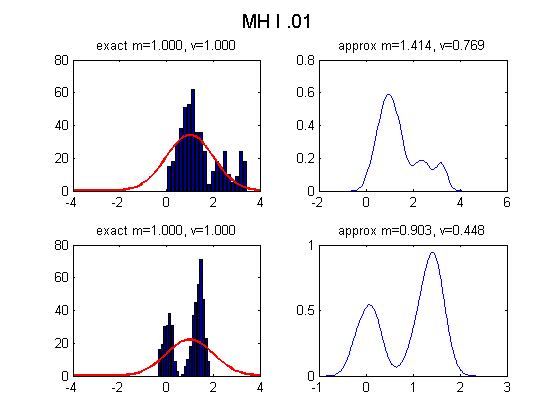 MH I .01
exact m=1.000, v=1.000
80
60
40
20
0
-4 -2 0 2 4
approx m=1.414, v=0.769
0.8
0.6
0.4
0.2
0
-2 0 2 4 6
exact m=1.000, v=1.000
80
60
40
20
0
-4 -2 0 2 4
approx m=0.903, v=0.448
1
0.5
0
-1 0 1 2 3